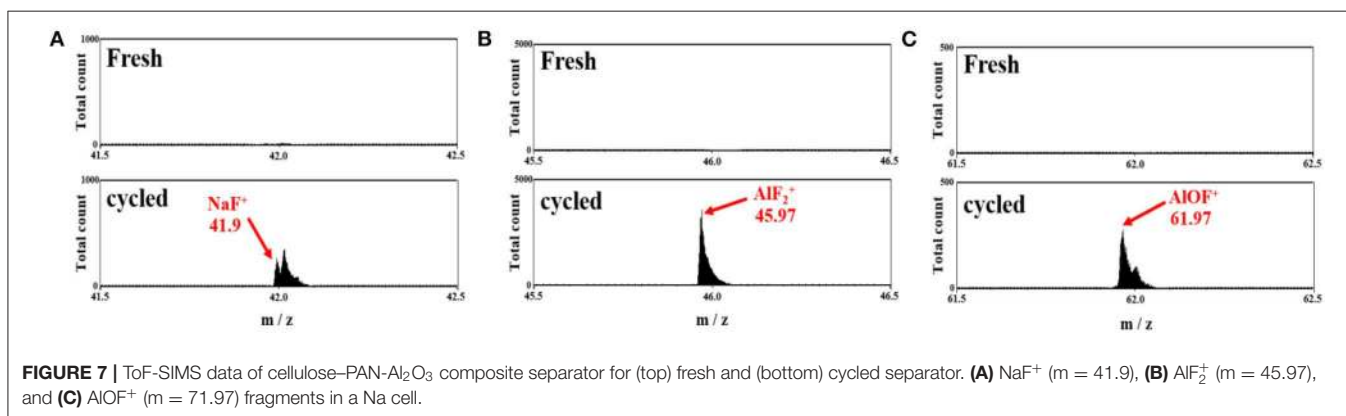 A
1000
Fresh
Total count
0
41.5
42.0
42.5
1000
cycled
NaF⁺
41.9
Total count
0
41.5
42.0
42.5
m / z
B
5000
Fresh
Total count
0
45.5
46.0
46.5
5000
cycled
AlF₂⁺
45.97
Total count
0
45.5
46.0
46.5
m / z
C
500
Fresh
Total count
0
61.5
62.0
62.5
500
cycled
AlOF⁺
61.97
Total count
0
61.5
62.0
62.5
m / z
FIGURE 7 | ToF-SIMS data of cellulose–PAN-Al₂O₃ composite separator for (top) fresh and (bottom) cycled separator. (A) NaF⁺ (m = 41.9), (B) AlF₂⁺ (m = 45.97),
and (C) AlOF⁺ (m = 71.97) fragments in a Na cell.